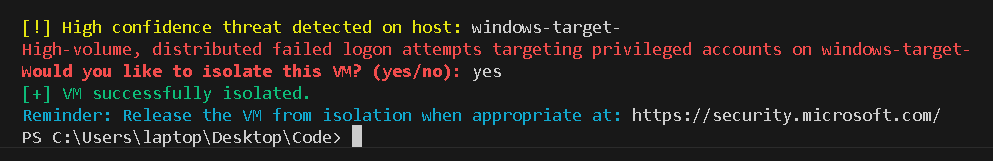 [!] High confidence threat detected on host: windows-target-
High-volume, distributed failed logon attempts targeting privileged accounts on windows-target-
Would you like to isolate this VM? (yes/no): yes
[+] VM successfully isolated.
Reminder: Release the VM from isolation when appropriate at: https://security.microsoft.com/
PS C:\Users\laptop\Desktop\Code>